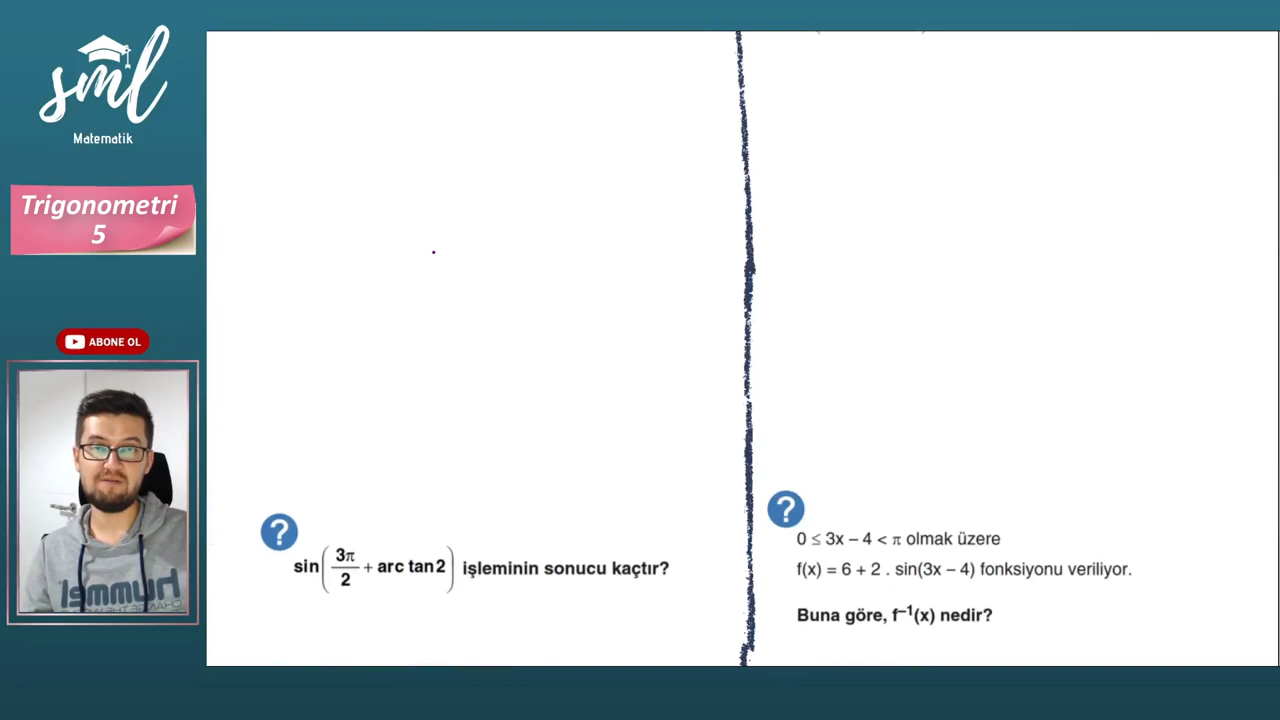 sml
Matematik
Trigonometri
5
ABONE OL
?
sin(3π/2 + arc tan2) işleminin sonucu kaçtır?
?
0 ≤ 3x – 4 < π olmak üzere
f(x) = 6 + 2 . sin(3x – 4) fonksiyonu veriliyor.
Buna göre, f⁻¹(x) nedir?